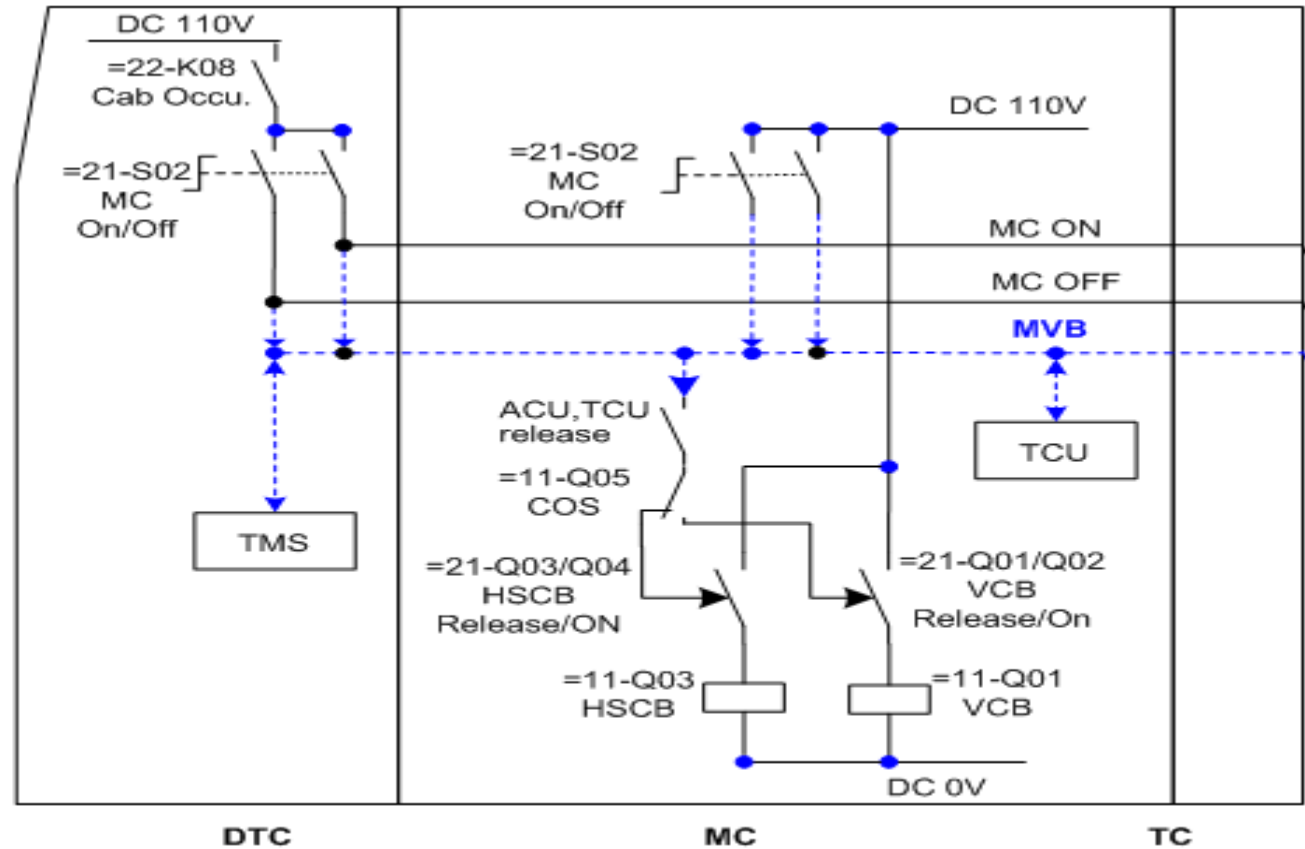 DC 110V
=22-K08
Cab Occu.
=21-S02
MC
On/Off
TMS
DC 110V
=21-S02
MC
On/Off
MC ON
MC OFF
MVB
ACU,TCU
release
=11-Q05
COS
TCU
=21-Q03/Q04
HSCB
Release/ON
=21-Q01/Q02
VCB
Release/On
=11-Q03
HSCB
=11-Q01
VCB
DC 0V
DTC
MC
TC